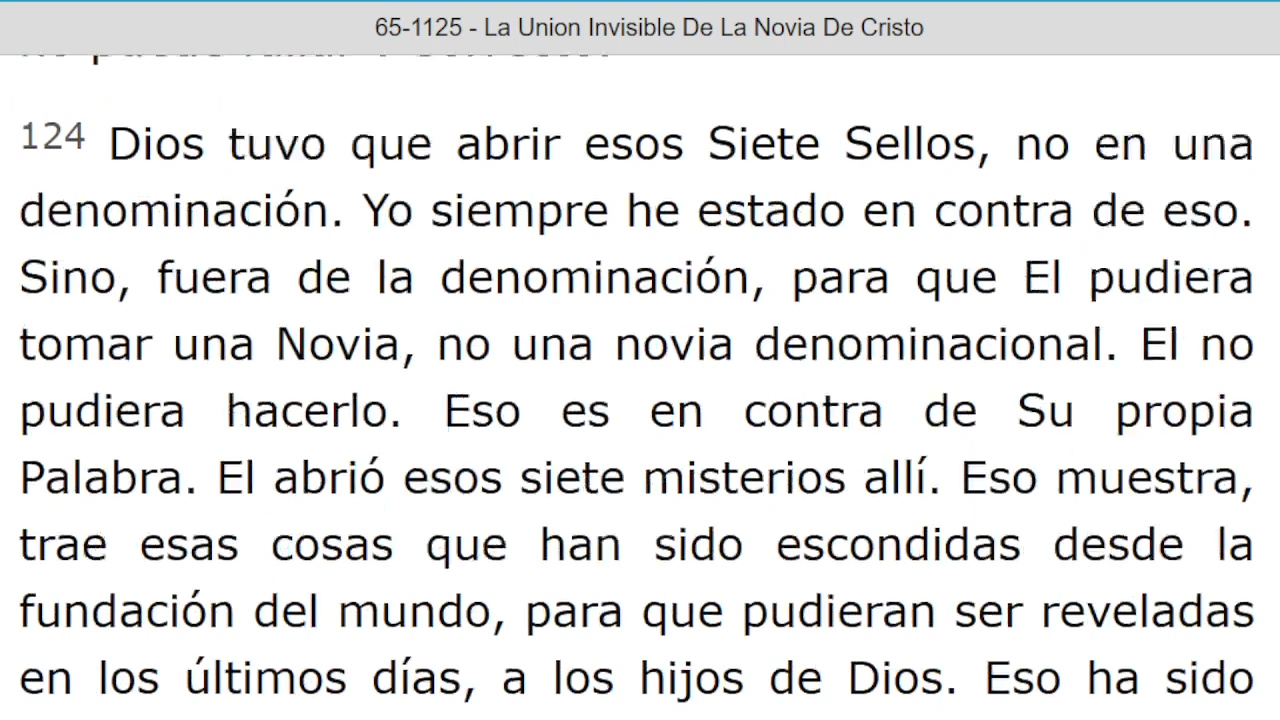 65-1125 - La Union Invisible De La Novia De Cristo
124 Dios tuvo que abrir esos Siete Sellos, no en una
denominación. Yo siempre he estado en contra de eso.
Sino, fuera de la denominación, para que El pudiera
tomar una Novia, no una novia denominacional. El no
pudiera hacerlo. Eso es en contra de Su propia
Palabra. El abrió esos siete misterios allí. Eso muestra,
trae esas cosas que han sido escondidas desde la
fundación del mundo, para que pudieran ser reveladas
en los últimos días, a los hijos de Dios. Eso ha sido